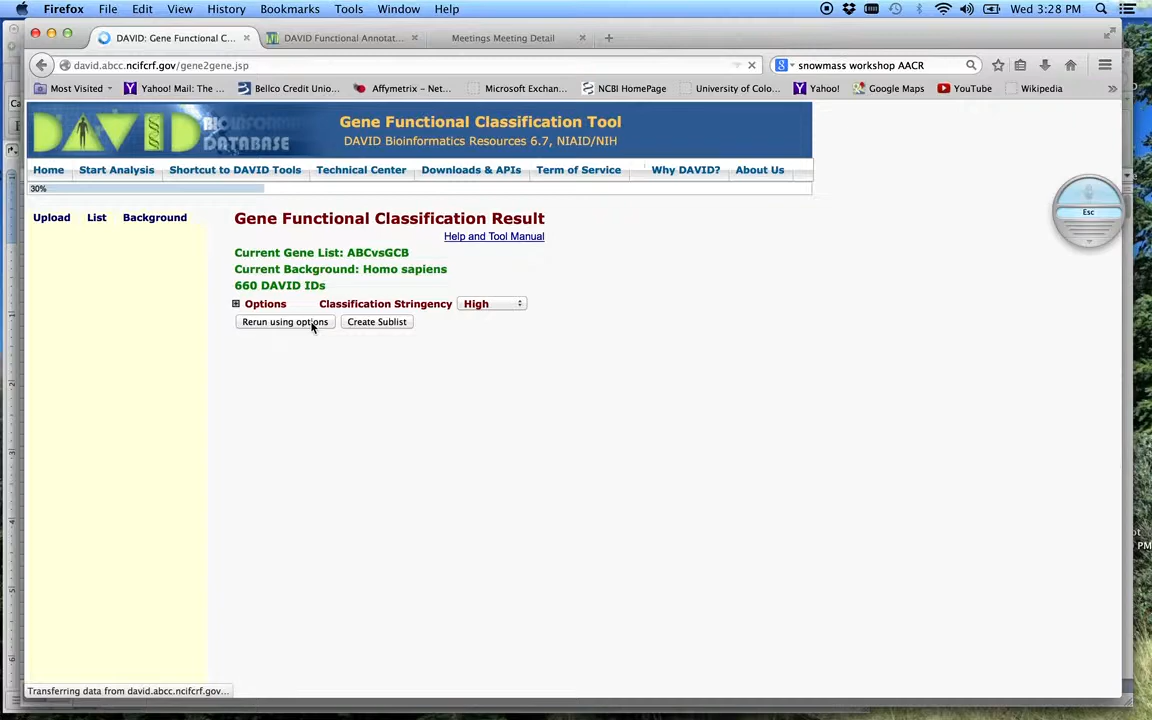 Firefox File Edit View History Bookmarks Tools Window Help Wed 3:28 PM
DAVID: Gene Functional C... DAVID Functional Annotat... Meetings Meeting Detail
david.abcc.ncifcrf.gov/gene2gene.jsp snowmass workshop AACR
Most Visited Yahoo! Mail: The ... Bellco Credit Unio... Affymetrix – Net... Microsoft Exchan... NCBI HomePage University of Colo... Yahoo! Google Maps YouTube Wikipedia
DAVID BIOINFORMATICS DATABASE
Gene Functional Classification Tool
DAVID Bioinformatics Resources 6.7, NIAID/NIH
Home Start Analysis Shortcut to DAVID Tools Technical Center Downloads & APIs Term of Service Why DAVID? About Us
30%
Esc
Upload List Background
Gene Functional Classification Result
Help and Tool Manual
Current Gene List: ABCvsGCB
Current Background: Homo sapiens
660 DAVID IDs
Options Classification Stringency High
Rerun using options Create Sublist
PM
Transferring data from david.abcc.ncifcrf.gov...